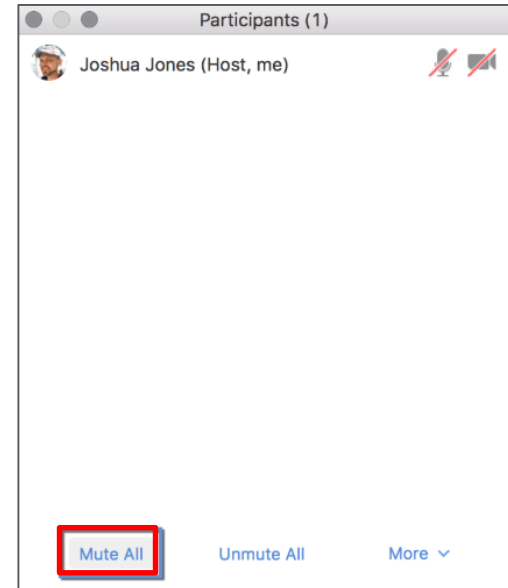 Participants (1)
Joshua Jones (Host, me)
Mute All Unmute All More